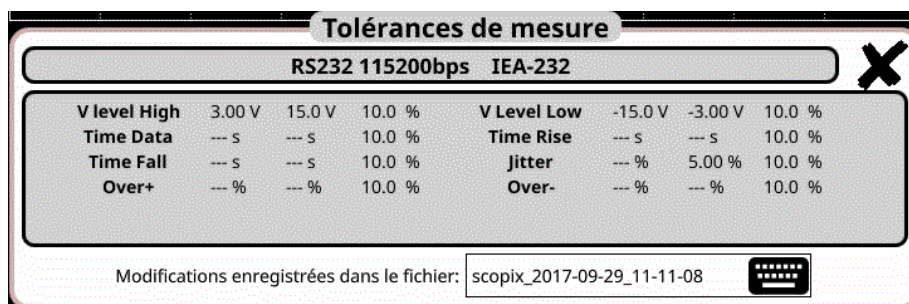 Tolérances de mesure
RS232 115200bps IEA-232
V level High 3.00 V 15.0 V 10.0 % V Level Low -15.0 V -3.00 V 10.0 %
Time Data --- s --- s 10.0 % Time Rise --- s --- s 10.0 %
Time Fall --- s --- s 10.0 % Jitter --- % 5.00 % 10.0 %
Over+ --- % --- % 10.0 % Over- --- % --- % 10.0 %
Modifications enregistrées dans le fichier: scopix_2017-09-29_11-11-08